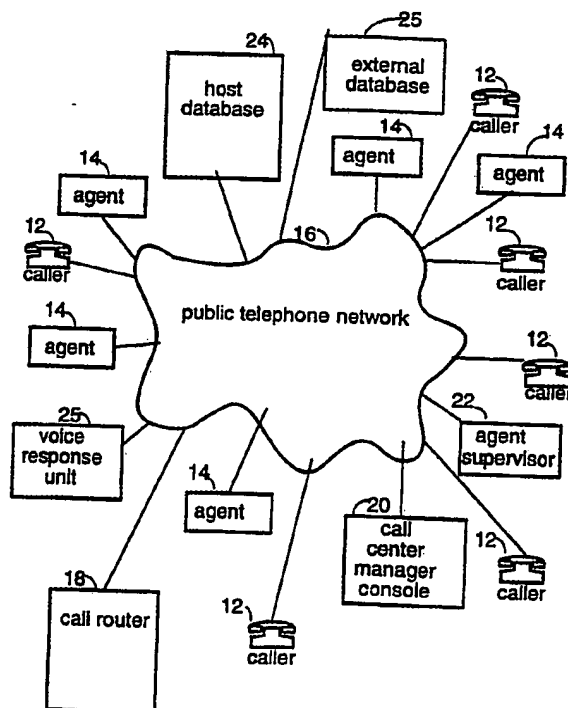 24
host
database
25
external
database
12
caller
14
agent
14
agent
14
agent
12
caller
16
12
caller
public telephone network
14
agent
12
caller
25
voice
response
unit
22
agent
supervisor
14
agent
20
call
center
manager
console
12
caller
18
call router
12
caller